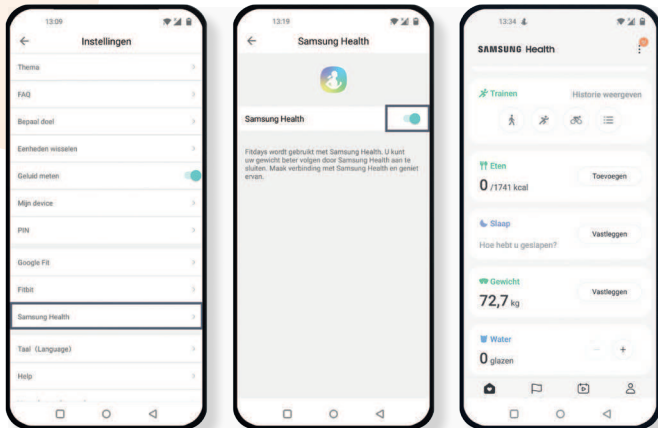 13:09
Instellingen
Thema
FAQ
Bepaal doel
Eenheden wisselen
Geluid meten
Mijn device
PIN
Google Fit
Fitbit
Samsung Health
Taal (Language)
Help
13:19
Samsung Health
Samsung Health
Fitdays wordt gebruikt met Samsung Health. U kunt
uw gewicht beter volgen door Samsung Health aan te
sluiten. Maak verbinding met Samsung Health en geniet
ervan.
13:34
SAMSUNG Health
Trainen
Historie weergeven
Eten
0 /1741 kcal
Toevoegen
Slaap
Hoe hebt u geslapen?
Vastleggen
Gewicht
72,7 kg
Vastleggen
Water
0 glazen
- +